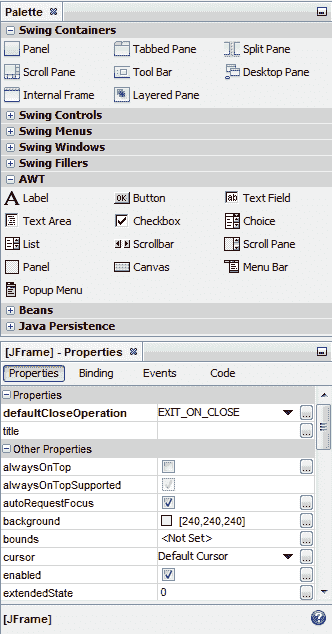 Palette
Swing Containers
Panel Tabbed Pane Split Pane
Scroll Pane Tool Bar Desktop Pane
Internal Frame Layered Pane
Swing Controls
Swing Menus
Swing Windows
Swing Fillers
AWT
Label OK Button ab Text Field
Text Area Checkbox Choice
List Scrollbar Scroll Pane
Panel Canvas Menu Bar
Popup Menu
Beans
Java Persistence
[JFrame] - Properties
Properties Binding Events Code
Properties
defaultCloseOperation EXIT_ON_CLOSE ...
title ...
Other Properties
alwaysOnTop ...
alwaysOnTopSupported
autoRequestFocus ...
background [240,240,240] ...
bounds <Not Set> ...
cursor Default Cursor ...
enabled ...
extendedState 0 ...
[JFrame] ?